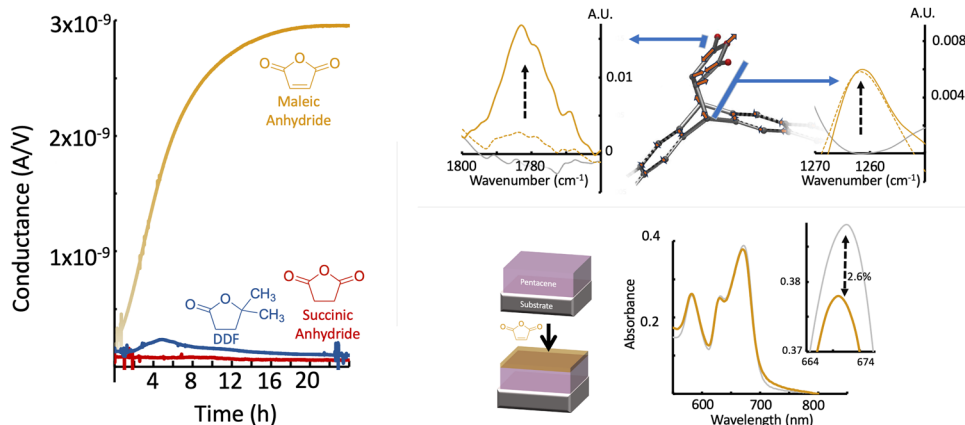 3x10-9
2x10-9
1x10-9
Conductance (A/V)
O
O
O
Maleic
Anhydride
O
O
CH3
CH3
DDF
O
O
O
Succinic
Anhydride
4
8
12
16
20
Time (h)
A.U.
0.01
0
1800
1780
Wavenumber (cm-1)
A.U.
0.008
0.004
1270
1260
Wavenumber (cm-1)
Pentacene
Substrate
O
O
O
0.4
0.2
Absorbance
600
700
800
Wavelength (nm)
0.38
0.37
2.6%
664
674